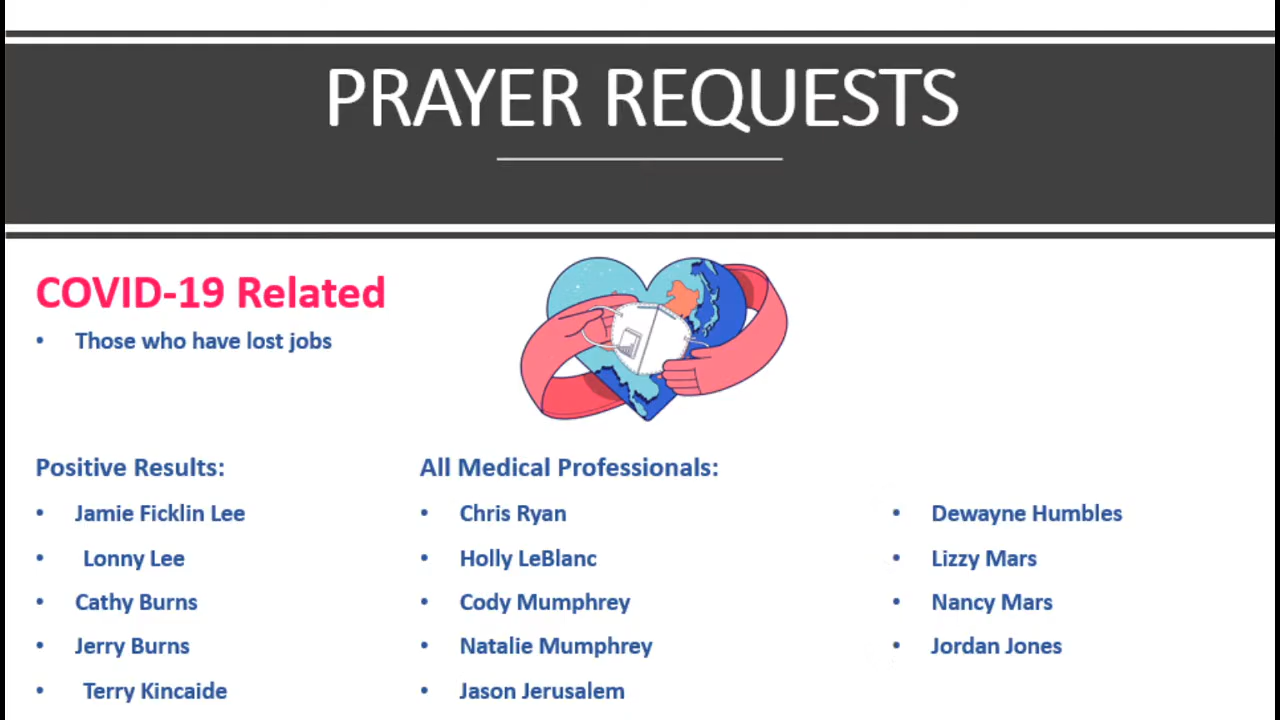 PRAYER REQUESTS
COVID-19 Related
• Those who have lost jobs
Positive Results:
• Jamie Ficklin Lee
• Lonny Lee
• Cathy Burns
• Jerry Burns
• Terry Kincaide
All Medical Professionals:
• Chris Ryan
• Holly LeBlanc
• Cody Mumphrey
• Natalie Mumphrey
• Jason Jerusalem
• Dewayne Humbles
• Lizzy Mars
• Nancy Mars
• Jordan Jones